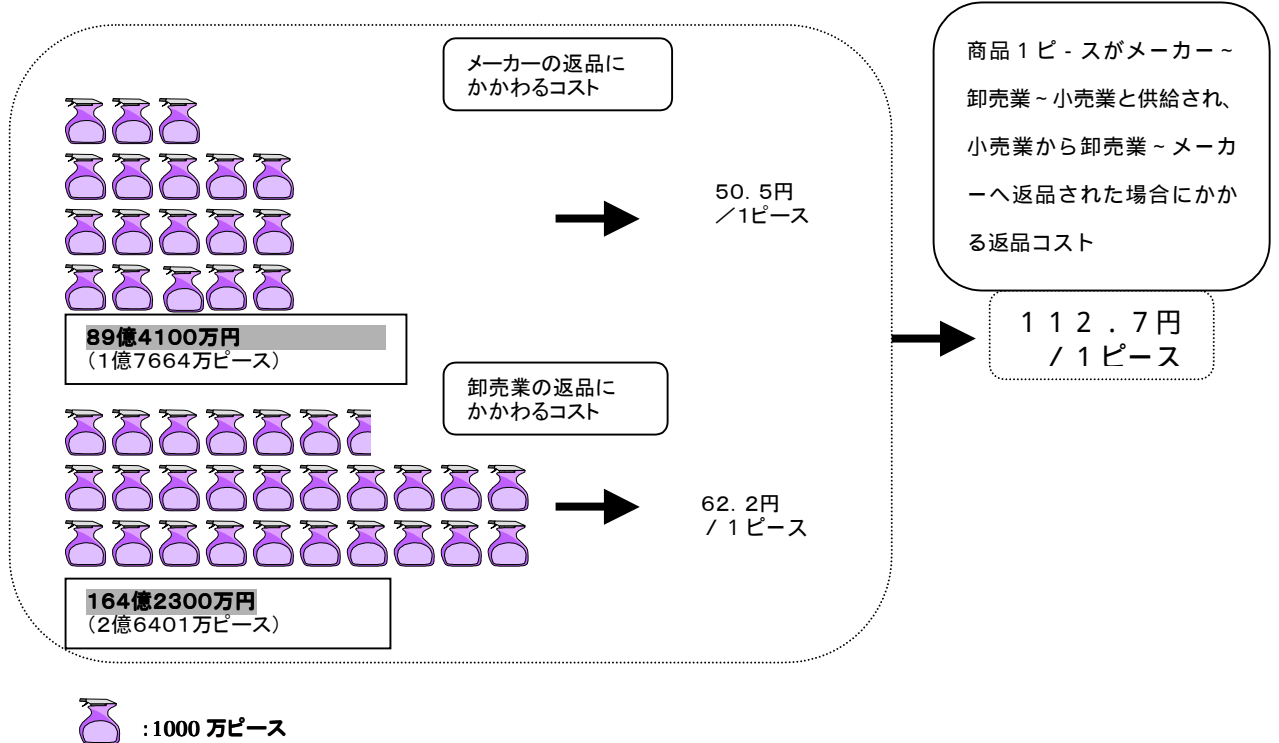 メーカーの返品に
かかわるコスト
50．5円
／1ピース
89億4100万円
（1億7664万ピース）
卸売業の返品に
かかわるコスト
62．2円
/ １ピース
164億2300万円
（2億6401万ピース）
商品１ピ-スがメーカー~
卸売業~小売業と供給され、
小売業から卸売業~メーカ
ーへ返品された場合にかか
る返品コスト
１１２．７円
/ １ピース
:1000 万ピース